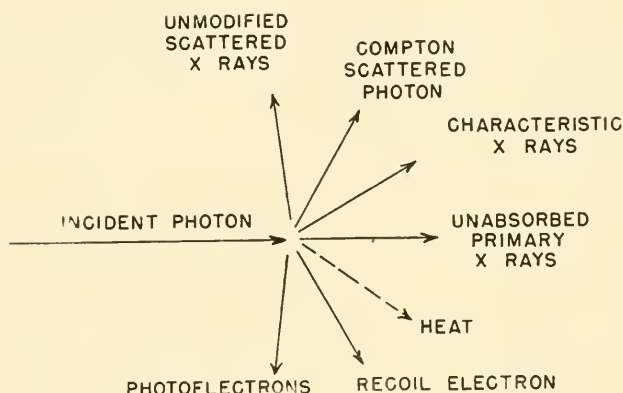 UNMODIFIED
SCATTERED
X RAYS
COMPTON
SCATTERED
PHOTON
CHARACTERISTIC
X RAYS
INCIDENT PHOTON
UNABSORBED
PRIMARY
X RAYS
HEAT
PHOTOELECTRONS
RECOIL ELECTRON